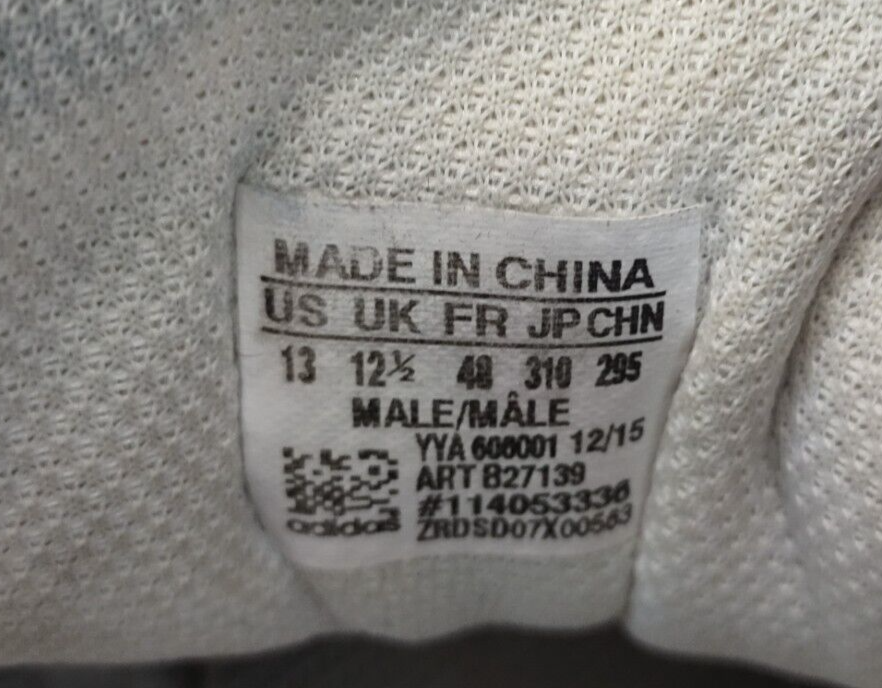 MADE IN CHINA
US UK FR JP CHN
13 12½ 48 310 295
MALE/MÂLE
YYA 606001 12/15
ART B27139
#114053336
ZRDSD07X00563
adidas